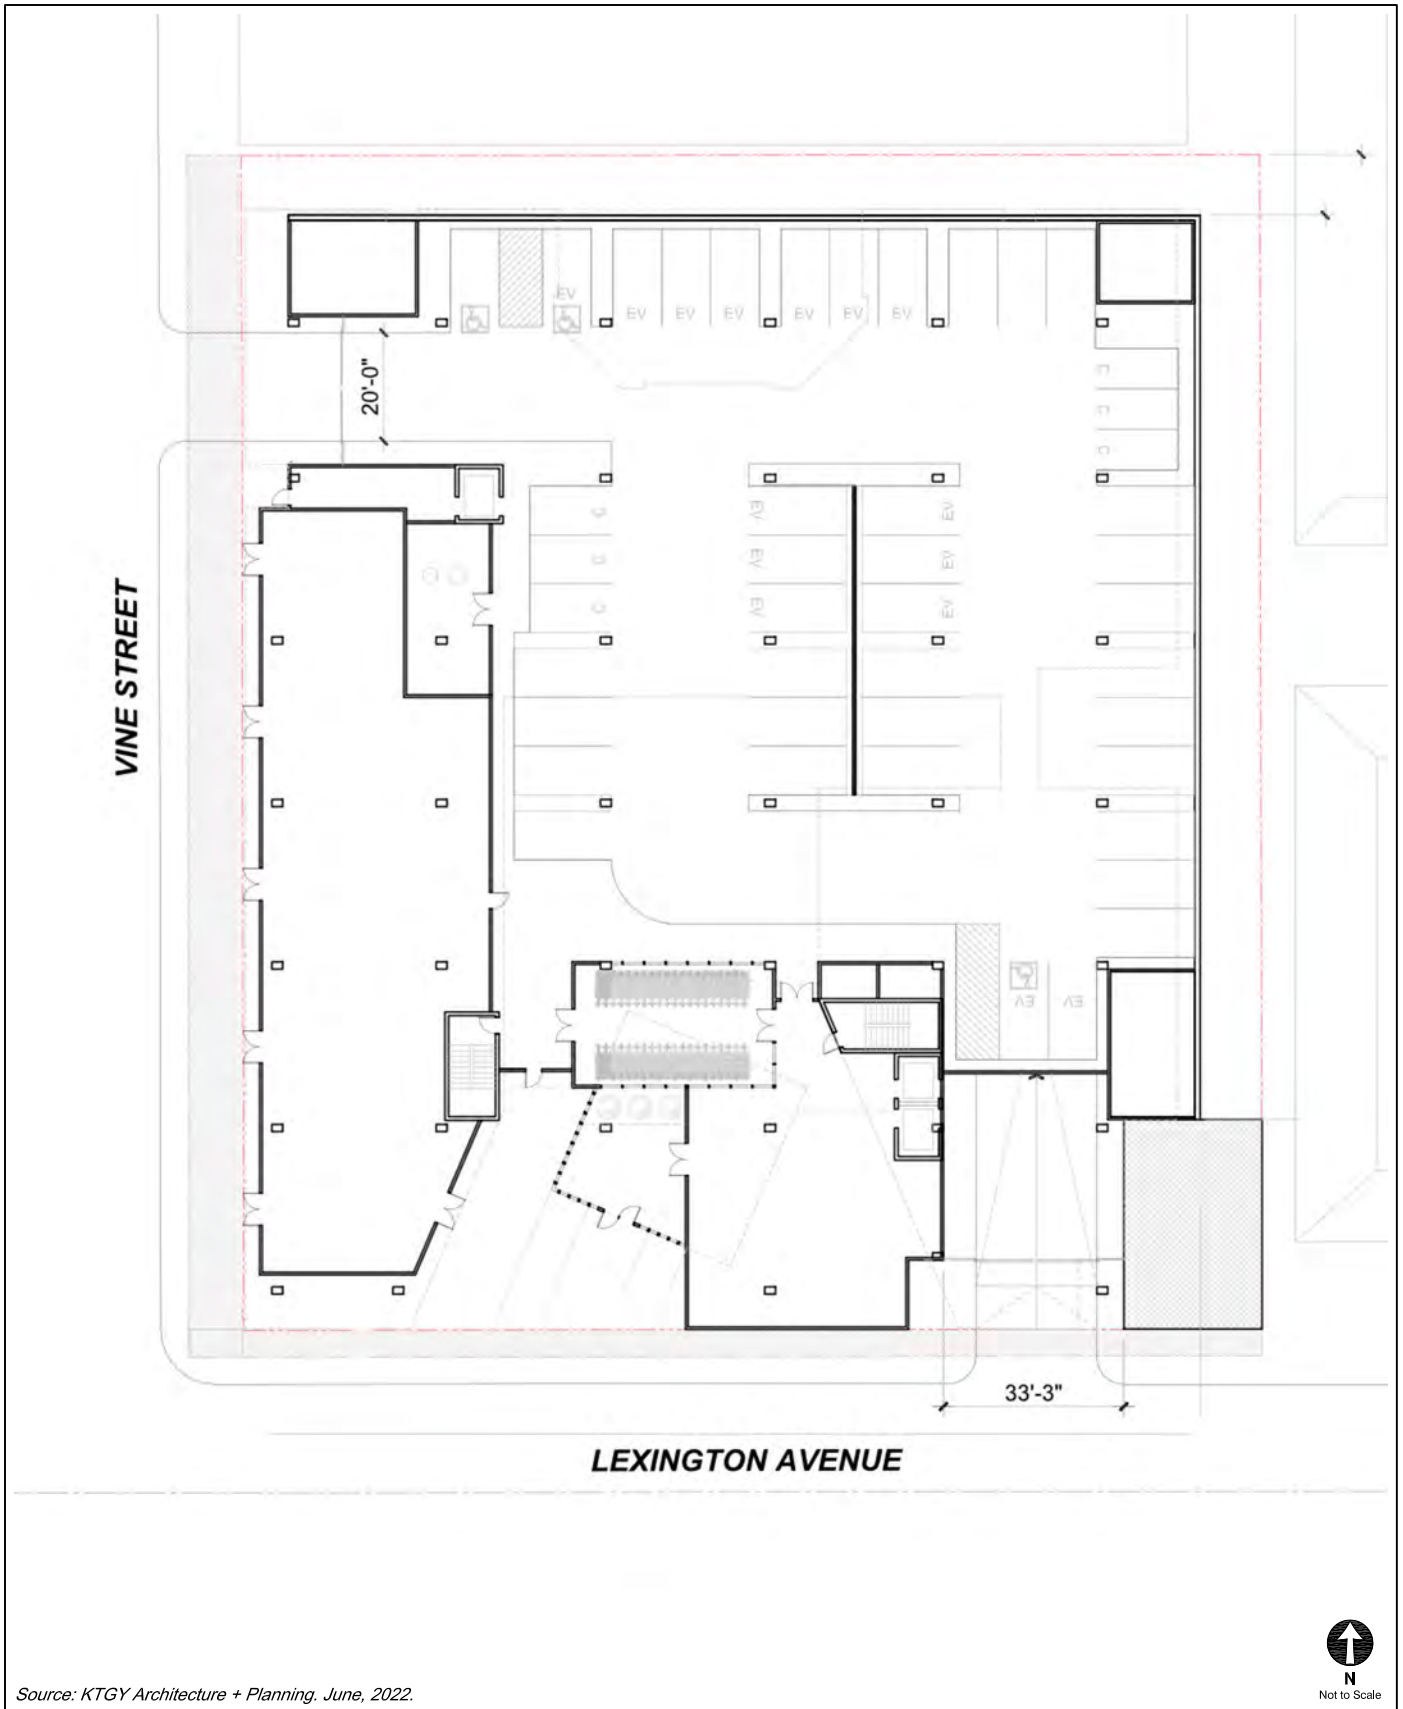 EV
EV
EV
EV
EV
EV
EV
20'-0"
C
C
C
C
C
C
EV
EV
EV
EV
EV
EV
VINE STREET
EV
EV
33'-3"
LEXINGTON AVENUE
N
Not to Scale
Source: KTGY Architecture + Planning. June, 2022.